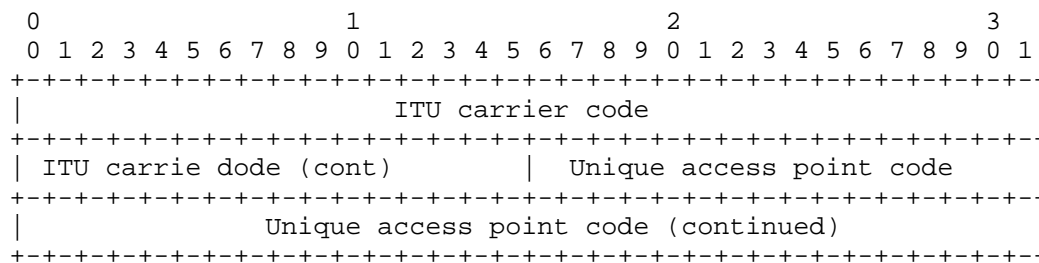 0                   1                   2                   3
0 1 2 3 4 5 6 7 8 9 0 1 2 3 4 5 6 7 8 9 0 1 2 3 4 5 6 7 8 9 0 1
+-+-+-+-+-+-+-+-+-+-+-+-+-+-+-+-+-+-+-+-+-+-+-+-+-+-+-+-+-+-+-+-
|                       ITU carrier code
+-+-+-+-+-+-+-+-+-+-+-+-+-+-+-+-+-+-+-+-+-+-+-+-+-+-+-+-+-+-+-+-
| ITU carrie dode (cont)        |  Unique access point code
+-+-+-+-+-+-+-+-+-+-+-+-+-+-+-+-+-+-+-+-+-+-+-+-+-+-+-+-+-+-+-+-
|               Unique access point code (continued)
+-+-+-+-+-+-+-+-+-+-+-+-+-+-+-+-+-+-+-+-+-+-+-+-+-+-+-+-+-+-+-+-